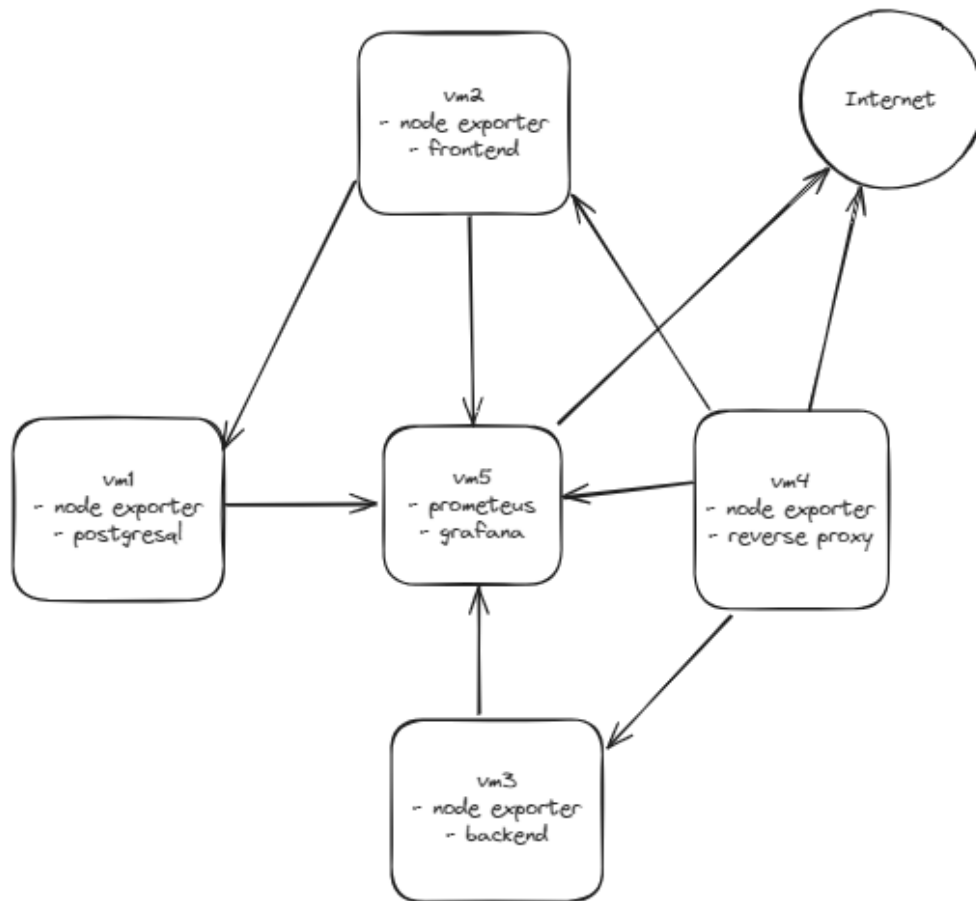 vm2
- node exporter
- frontend
Internet
vm1
- node exporter
- postgresql
vm5
- prometeus
- grafana
vm4
- node exporter
- reverse proxy
vm3
- node exporter
- backend